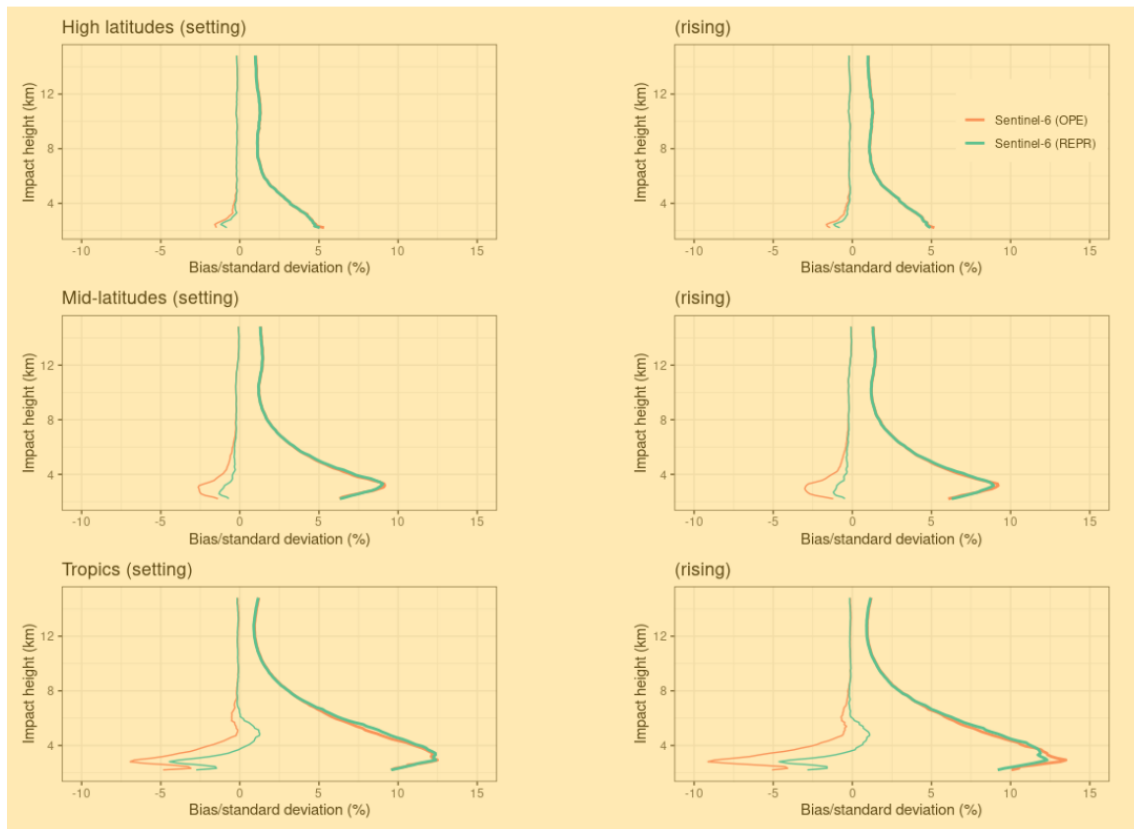 High latitudes (setting)
(rising)
Impact height (km)
12
8
4
-10
-5
0
5
10
15
Bias/standard deviation (%)
Impact height (km)
12
8
4
Sentinel-6 (OPE)
Sentinel-6 (REPR)
-10
-5
0
5
10
15
Bias/standard deviation (%)
Mid-latitudes (setting)
(rising)
Impact height (km)
12
8
4
-10
-5
0
5
10
15
Bias/standard deviation (%)
Impact height (km)
12
8
4
-10
-5
0
5
10
15
Bias/standard deviation (%)
Tropics (setting)
(rising)
Impact height (km)
12
8
4
-10
-5
0
5
10
15
Bias/standard deviation (%)
Impact height (km)
12
8
4
-10
-5
0
5
10
15
Bias/standard deviation (%)